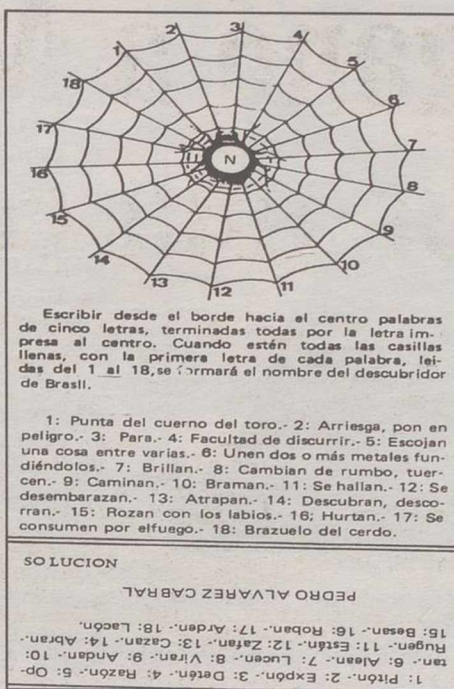 1
2
3
4
5
6
7
8
9
10
11
12
13
14
15
16
17
18
N
Escribir desde el borde hacia el centro palabras
de cinco letras, terminadas todas por la letra im-
presa al centro. Cuando estén todas las casillas
llenas, con la primera letra de cada palabra, leí-
das del 1 al 18,se formará el nombre del descubridor
de Brasil.
1: Punta del cuerno del toro.- 2: Arriesga, pon en
peligro.- 3: Para.- 4: Facultad de discurrir.- 5: Escojan
una cosa entre varias.- 6: Unen dos o más metales fun-
diéndolos.- 7: Brillan.- 8: Cambian de rumbo, tuer-
cen.- 9: Caminan.- 10: Braman.- 11: Se hallan.- 12: Se
desembarazan.- 13: Atrapan.- 14: Descubran, desco-
rran.- 15: Rozan con los labios.- 16; Hurtan.- 17: Se
consumen por elfuego.- 18: Brazuelo del cerdo.
SOLUCION
PEDRO ALVAREZ CABRAL
1: Pitón.- 2: Expón.- 3: Detén.- 4: Razón.- 5: Op-
tan.- 6: Alean.- 7: Lucen.- 8: Viran.- 9: Andan.- 10:
Rugen.- 11: Están.- 12: Zafan.- 13: Cazan.- 14: Abran.-
15: Besan.- 16: Roban.- 17: Arden.- 18: Lacón.